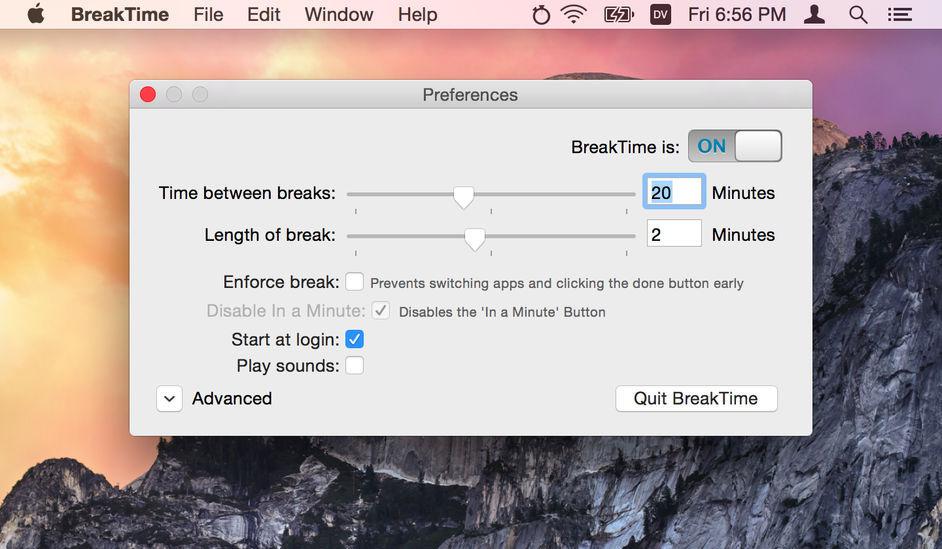 BreakTime File Edit Window Help DV Fri 6:56 PM
Preferences
BreakTime is: ON
Time between breaks: 20 Minutes
Length of break: 2 Minutes
Enforce break: Prevents switching apps and clicking the done button early
Disable In a Minute: Disables the 'In a Minute' Button
Start at login:
Play sounds:
Advanced Quit BreakTime